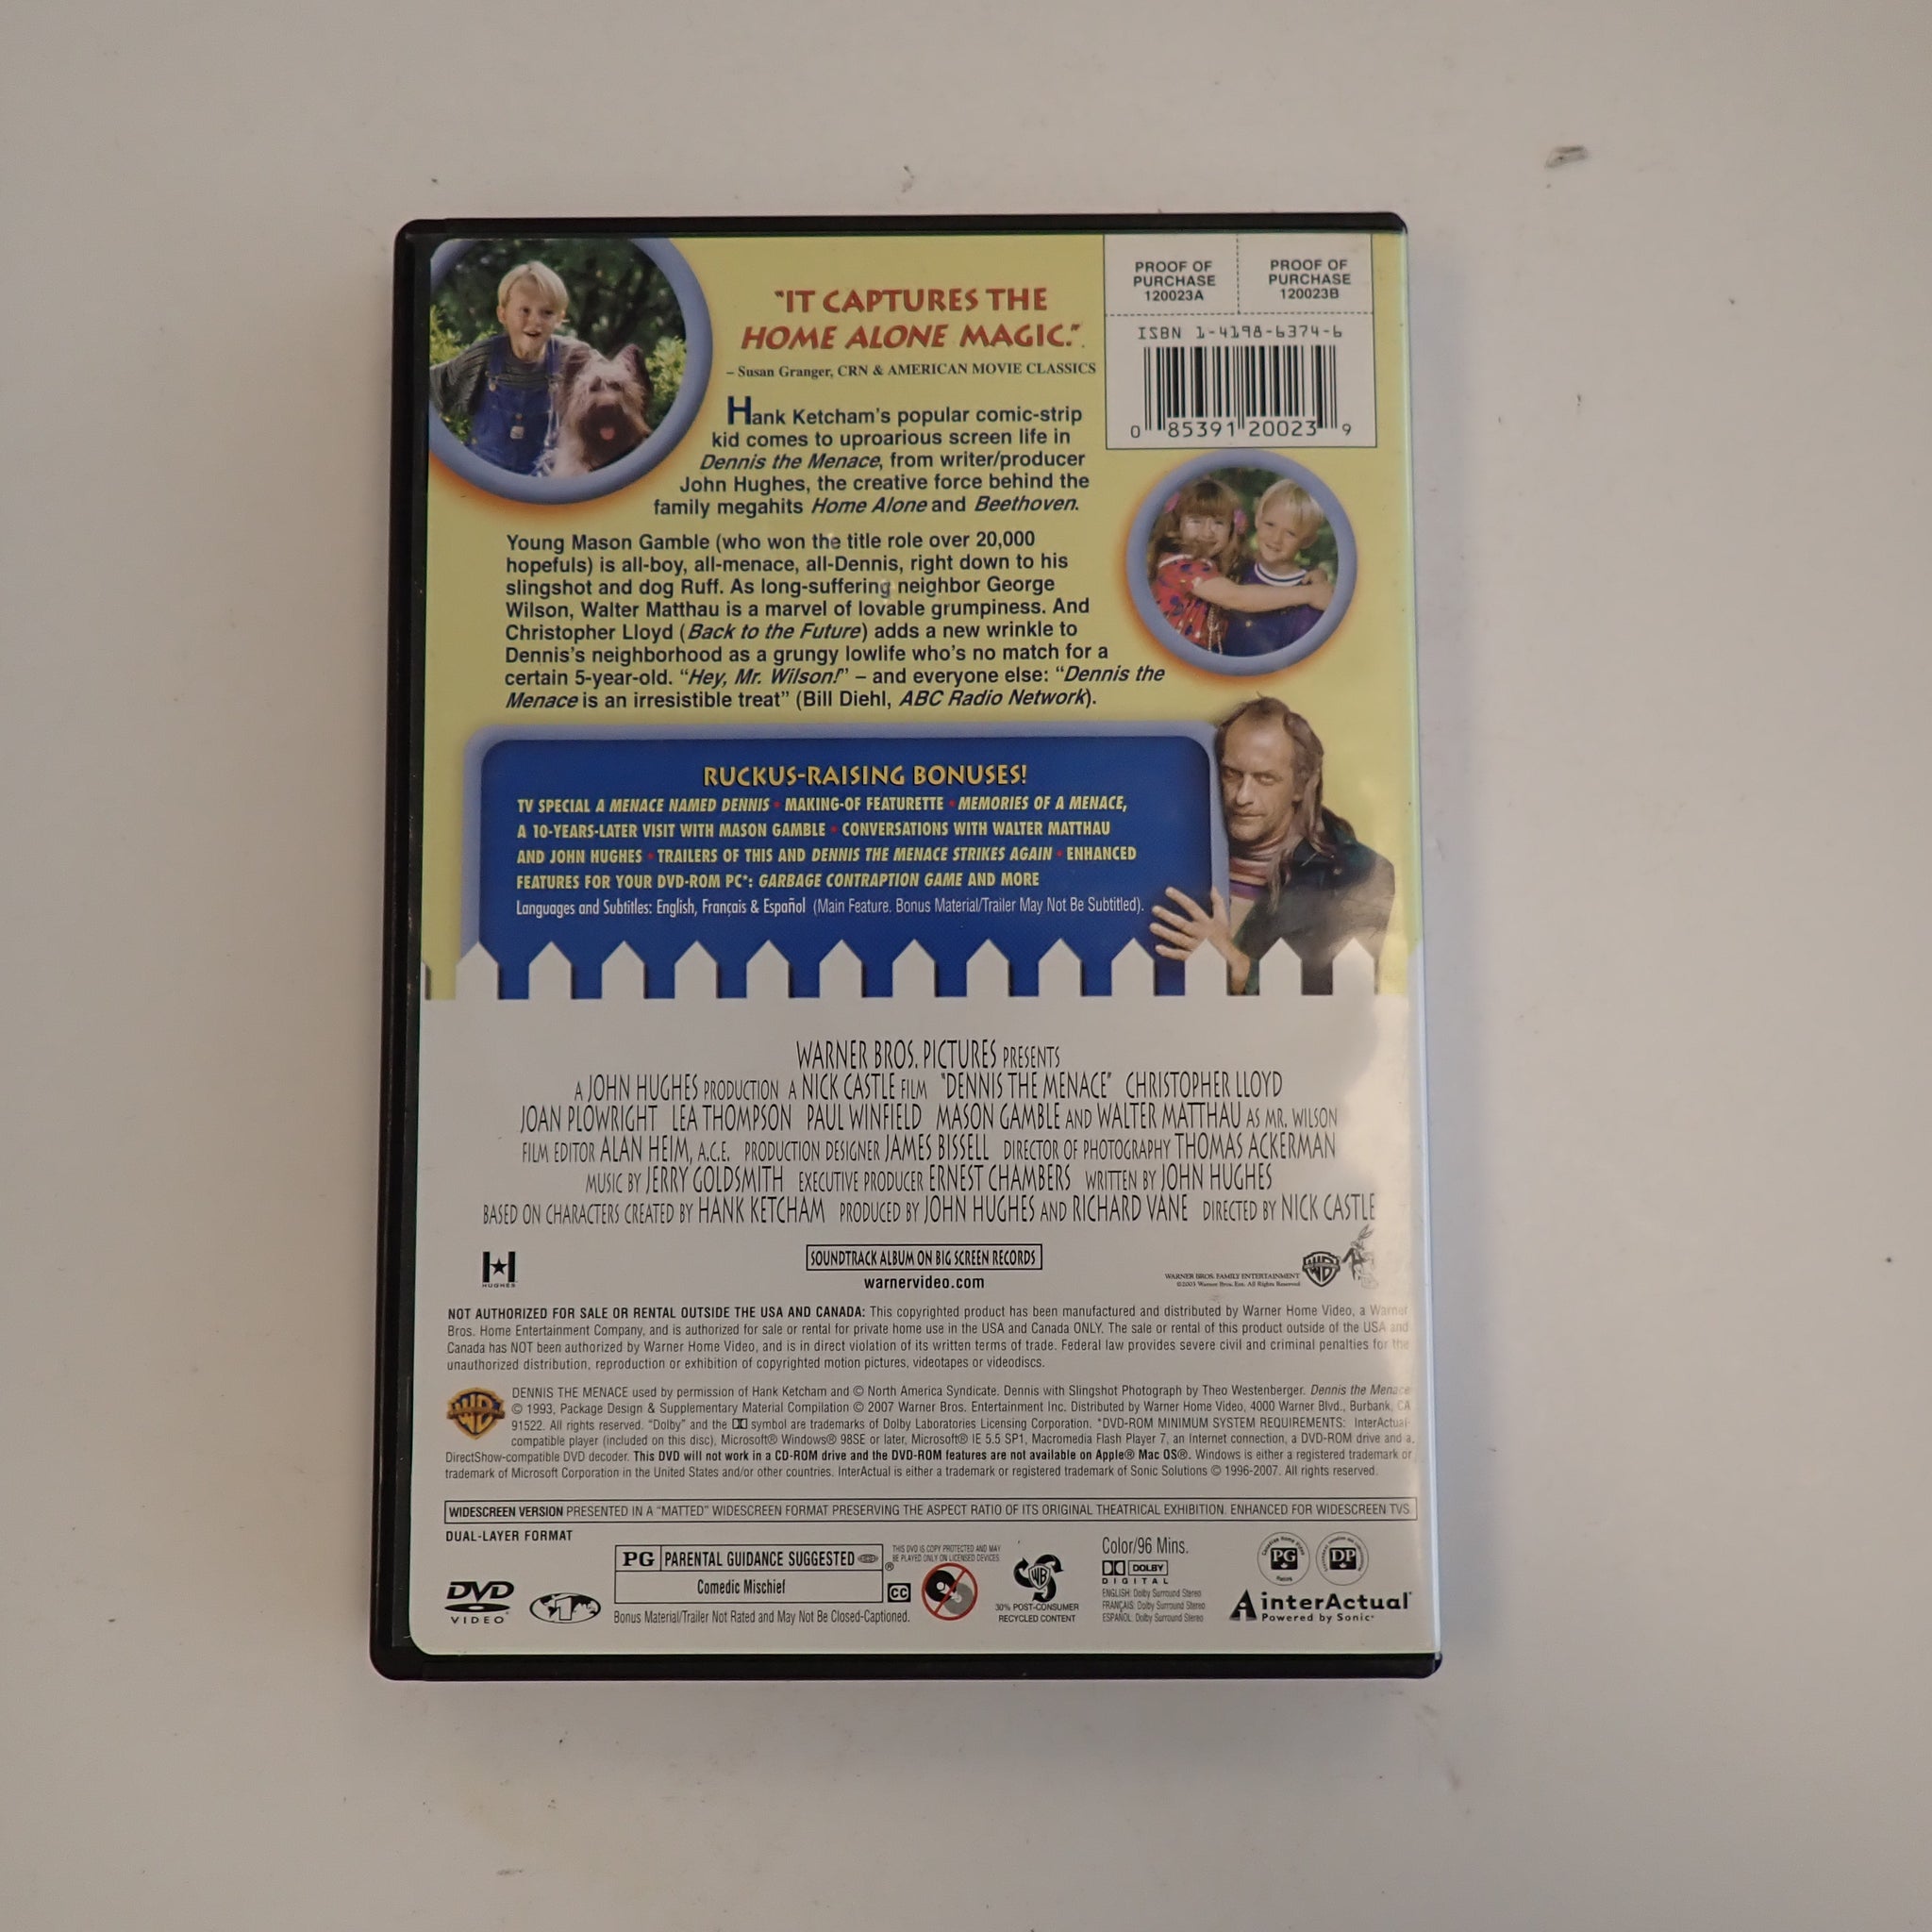 "IT CAPTURES THE
HOME ALONE MAGIC."
– Susan Granger, CRN & AMERICAN MOVIE CLASSICS
PROOF OF PURCHASE 120023A
PROOF OF PURCHASE 120023B
ISBN 1-4198-6374-6
0 85391 20023 9
Hank Ketcham's popular comic-strip
kid comes to uproarious screen life in
Dennis the Menace, from writer/producer
John Hughes, the creative force behind the
family megahits Home Alone and Beethoven.
Young Mason Gamble (who won the title role over 20,000
hopefuls) is all-boy, all-menace, all-Dennis, right down to his
slingshot and dog Ruff. As long-suffering neighbor George
Wilson, Walter Matthau is a marvel of lovable grumpiness. And
Christopher Lloyd (Back to the Future) adds a new wrinkle to
Dennis's neighborhood as a grungy lowlife who's no match for a
certain 5-year-old. "Hey, Mr. Wilson!" – and everyone else: "Dennis the
Menace is an irresistible treat" (Bill Diehl, ABC Radio Network).
RUCKUS-RAISING BONUSES!
TV SPECIAL A MENACE NAMED DENNIS • MAKING-OF FEATURETTE • MEMORIES OF A MENACE,
A 10-YEARS-LATER VISIT WITH MASON GAMBLE • CONVERSATIONS WITH WALTER MATTHAU
AND JOHN HUGHES • TRAILERS OF THIS AND DENNIS THE MENACE STRIKES AGAIN • ENHANCED
FEATURES FOR YOUR DVD-ROM PC*: GARBAGE CONTRAPTION GAME AND MORE
Languages and Subtitles: English, Français & Español (Main Feature. Bonus Material/Trailer May Not Be Subtitled).
WARNER BROS. PICTURES PRESENTS
A JOHN HUGHES PRODUCTION A NICK CASTLE FILM "DENNIS THE MENACE" CHRISTOPHER LLOYD
JOAN PLOWRIGHT LEA THOMPSON PAUL WINFIELD MASON GAMBLE AND WALTER MATTHAU AS MR. WILSON
FILM EDITOR ALAN HEIM, A.C.E. PRODUCTION DESIGNER JAMES BISSELL DIRECTOR OF PHOTOGRAPHY THOMAS ACKERMAN
MUSIC BY JERRY GOLDSMITH EXECUTIVE PRODUCER ERNEST CHAMBERS WRITTEN BY JOHN HUGHES
BASED ON CHARACTERS CREATED BY HANK KETCHAM PRODUCED BY JOHN HUGHES AND RICHARD VANE DIRECTED BY NICK CASTLE
HUGHES
SOUNDTRACK ALBUM ON BIG SCREEN RECORDS
warnervideo.com
WARNER BROS. FAMILY ENTERTAINMENT
©2003 Warner Bros. Ent. All Rights Reserved
NOT AUTHORIZED FOR SALE OR RENTAL OUTSIDE THE USA AND CANADA: This copyrighted product has been manufactured and distributed by Warner Home Video, a Warner
Bros. Home Entertainment Company, and is authorized for sale or rental for private home use in the USA and Canada ONLY. The sale or rental of this product outside of the USA and
Canada has NOT been authorized by Warner Home Video, and is in direct violation of its written terms of trade. Federal law provides severe civil and criminal penalties for the
unauthorized distribution, reproduction or exhibition of copyrighted motion pictures, videotapes or videodiscs.
DENNIS THE MENACE used by permission of Hank Ketcham and © North America Syndicate. Dennis with Slingshot Photograph by Theo Westenberger. Dennis the Menace
© 1993, Package Design & Supplementary Material Compilation © 2007 Warner Bros. Entertainment Inc. Distributed by Warner Home Video, 4000 Warner Blvd., Burbank, CA
91522. All rights reserved. "Dolby" and the symbol are trademarks of Dolby Laboratories Licensing Corporation. *DVD-ROM MINIMUM SYSTEM REQUIREMENTS: InterActual-
compatible player (included on this disc), Microsoft® Windows® 98SE or later, Microsoft® IE 5.5 SP1, Macromedia Flash Player 7, an Internet connection, a DVD-ROM drive and a
DirectShow-compatible DVD decoder. This DVD will not work in a CD-ROM drive and the DVD-ROM features are not available on Apple® Mac OS®. Windows is either a registered trademark or
trademark of Microsoft Corporation in the United States and/or other countries. InterActual is either a trademark or registered trademark of Sonic Solutions © 1996-2007. All rights reserved.
WIDESCREEN VERSION PRESENTED IN A "MATTED" WIDESCREEN FORMAT PRESERVING THE ASPECT RATIO OF ITS ORIGINAL THEATRICAL EXHIBITION. ENHANCED FOR WIDESCREEN TVS.
DUAL-LAYER FORMAT
DVD VIDEO
1
PG PARENTAL GUIDANCE SUGGESTED ®
Comedic Mischief
Bonus Material/Trailer Not Rated and May Not Be Closed-Captioned.
CC
THIS DVD IS COPY PROTECTED AND MAY
BE PLAYED ONLY ON LICENSED DEVICES.
WB
30% POST-CONSUMER
RECYCLED CONTENT
Color/96 Mins.
DOLBY
DIGITAL
ENGLISH: Dolby Surround Stereo
FRANÇAIS: Dolby Surround Stereo
ESPAÑOL: Dolby Surround Stereo
PG
DP
interActual
Powered by Sonic